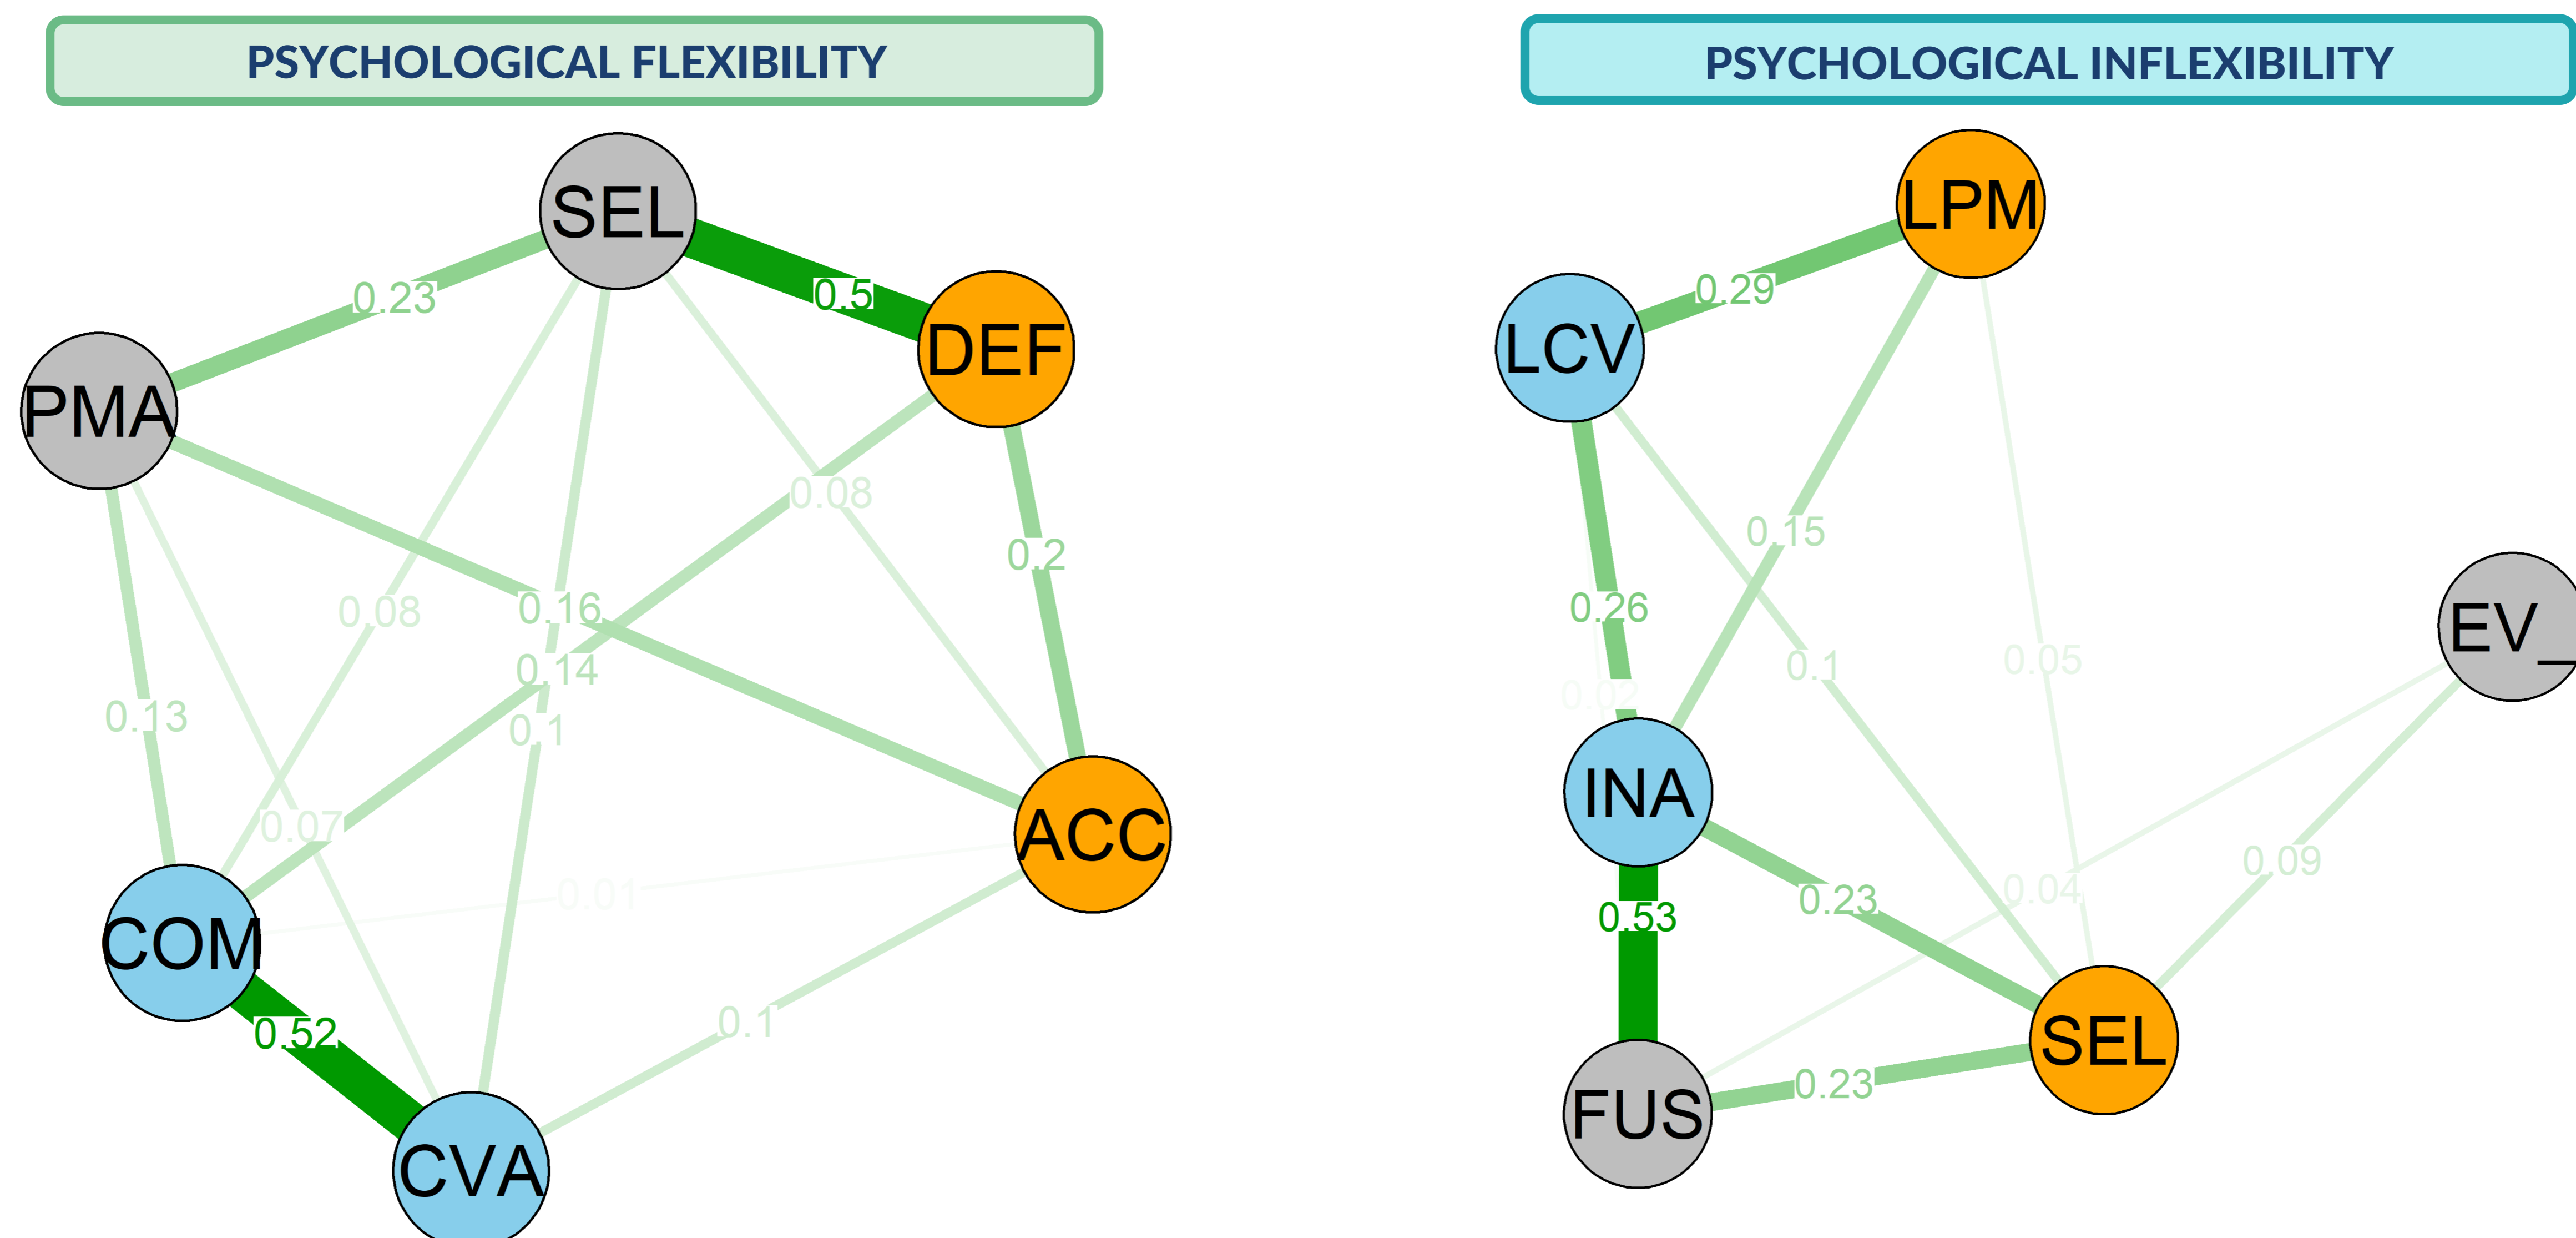 PSYCHOLOGICAL FLEXIBILITY
SEL
DEF
PMA
ACC
COM
CVA
0.23
0.5
0.08
0.2
0.16
0.08
0.14
0.13
0.1
0.07
0.01
0.52
0.1
PSYCHOLOGICAL INFLEXIBILITY
LPM
LCV
EV_
INA
SEL
FUS
0.29
0.15
0.26
0.05
0.1
0.02
0.09
0.04
0.23
0.53
0.23